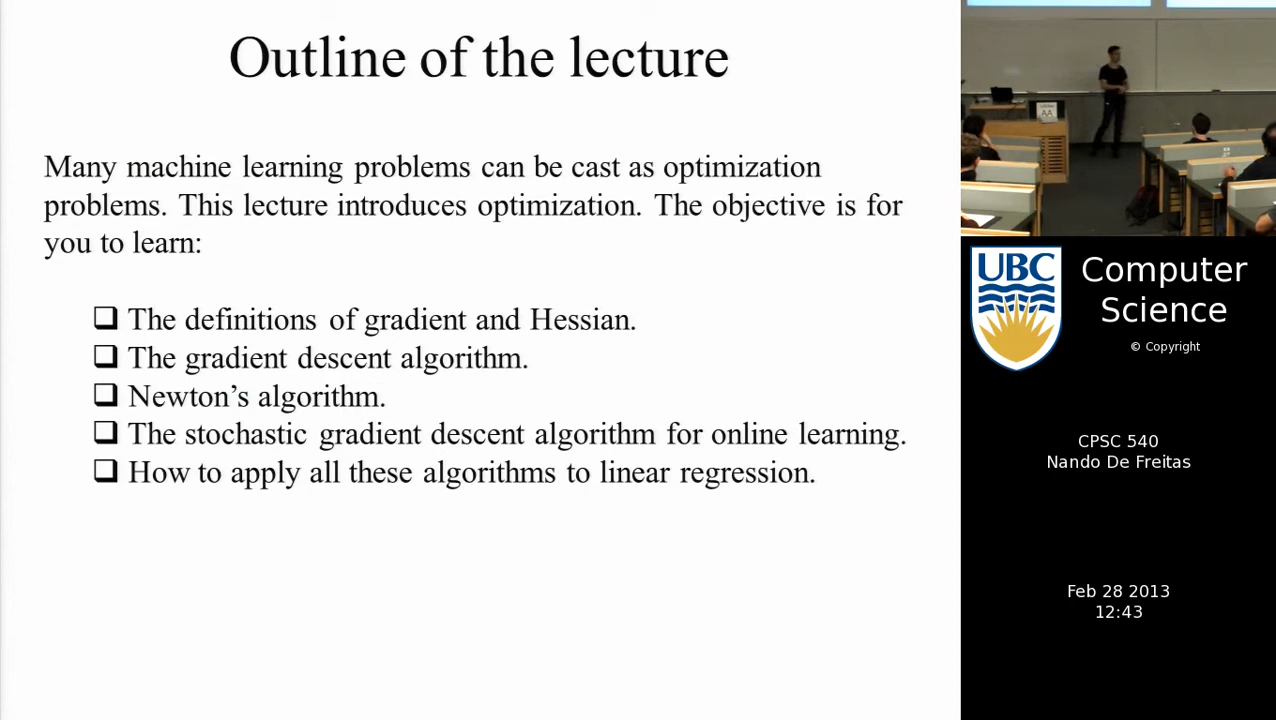 Outline of the lecture
Many machine learning problems can be cast as optimization
problems. This lecture introduces optimization. The objective is for
you to learn:
❑ The definitions of gradient and Hessian.
❑ The gradient descent algorithm.
❑ Newton’s algorithm.
❑ The stochastic gradient descent algorithm for online learning.
❑ How to apply all these algorithms to linear regression.
UBC
Computer
Science
© Copyright
CPSC 540
Nando De Freitas
Feb 28 2013
12:43